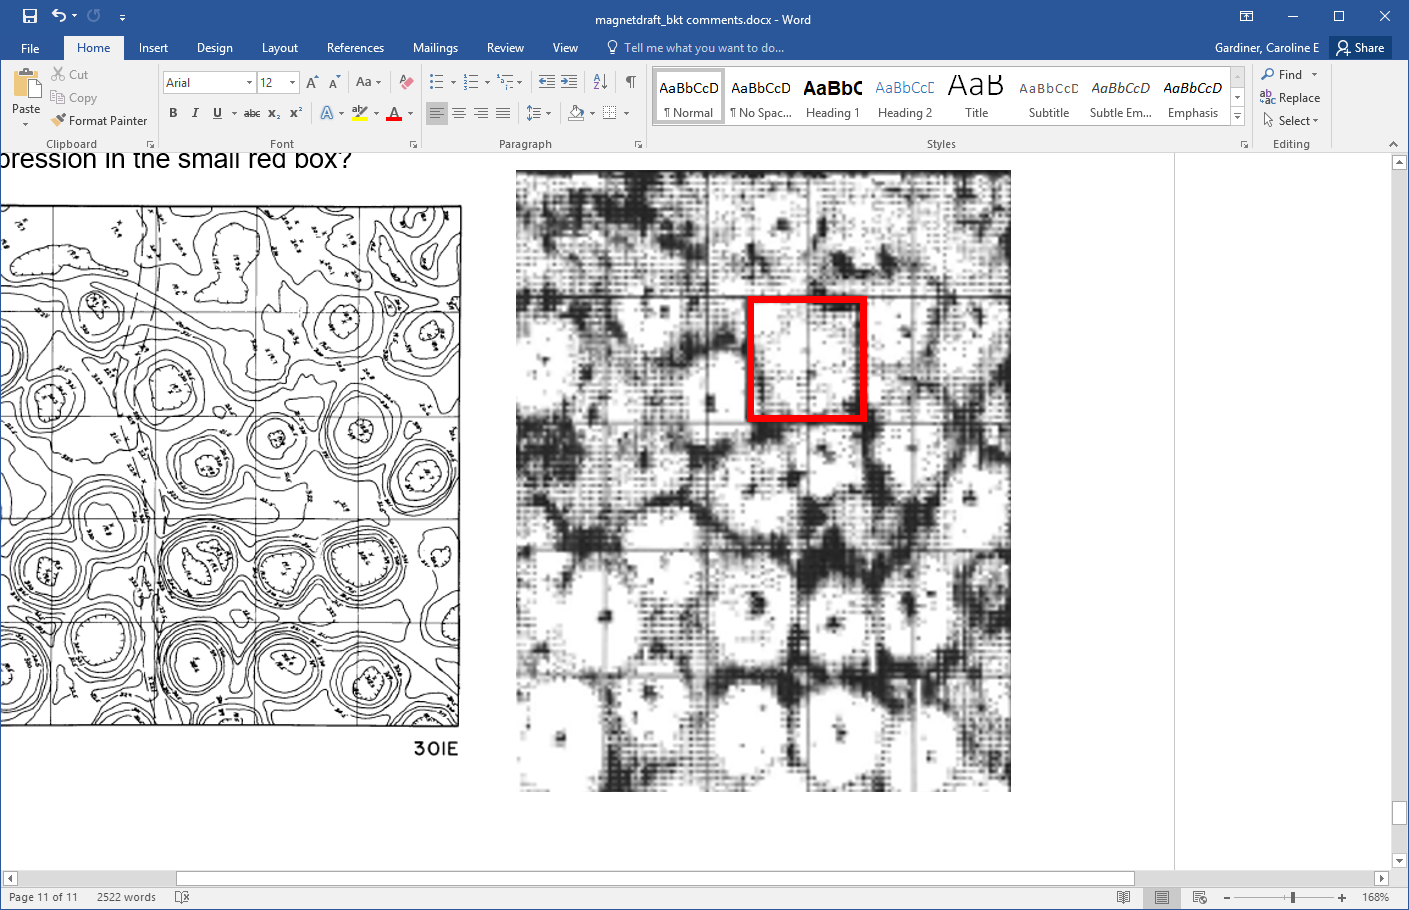 magnetdraft_bkt comments.docx - Word
File Home Insert Design Layout References Mailings Review View Tell me what you want to do... Gardiner, Caroline E Share
Paste
Cut
Copy
Format Painter
Clipboard
Arial 12
Font
Paragraph
AaBbCcD AaBbCcD AaBbC AaBbCcD AaB AaBbCcD AaBbCcD AaBbCcD
¶ Normal ¶ No Spac... Heading 1 Heading 2 Title Subtitle Subtle Em... Emphasis
Styles
Find
Replace
Select
Editing
pression in the small red box?
301E
Page 11 of 11 2522 words 168%